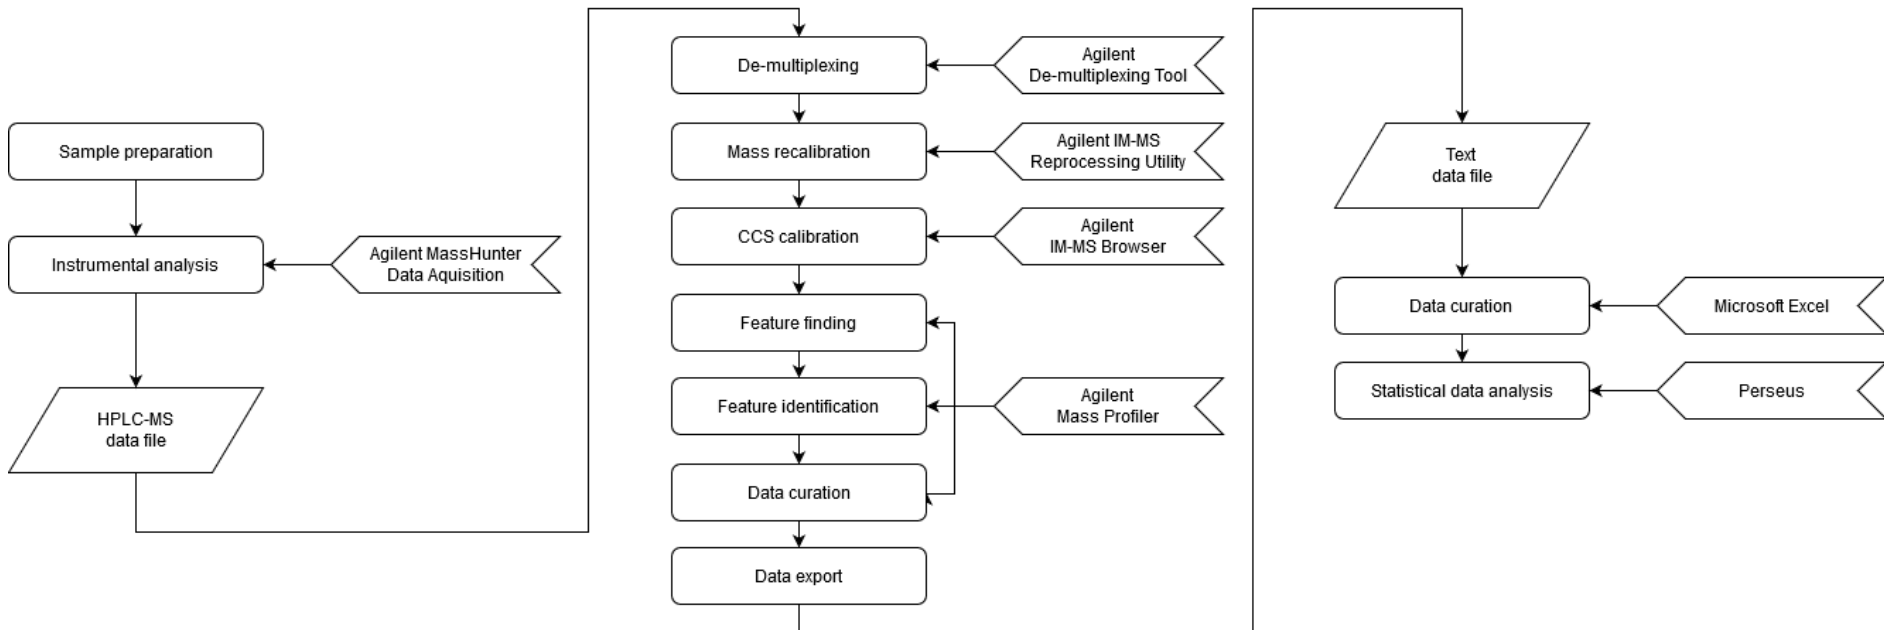 Sample preparation
Instrumental analysis
Agilent MassHunter
Data Aquisition
HPLC-MS
data file
De-multiplexing
Agilent
De-multiplexing Tool
Mass recalibration
Agilent IM-MS
Reprocessing Utility
CCS calibration
Agilent
IM-MS Browser
Feature finding
Feature identification
Agilent
Mass Profiler
Data curation
Data export
Text
data file
Data curation
Microsoft Excel
Statistical data analysis
Perseus